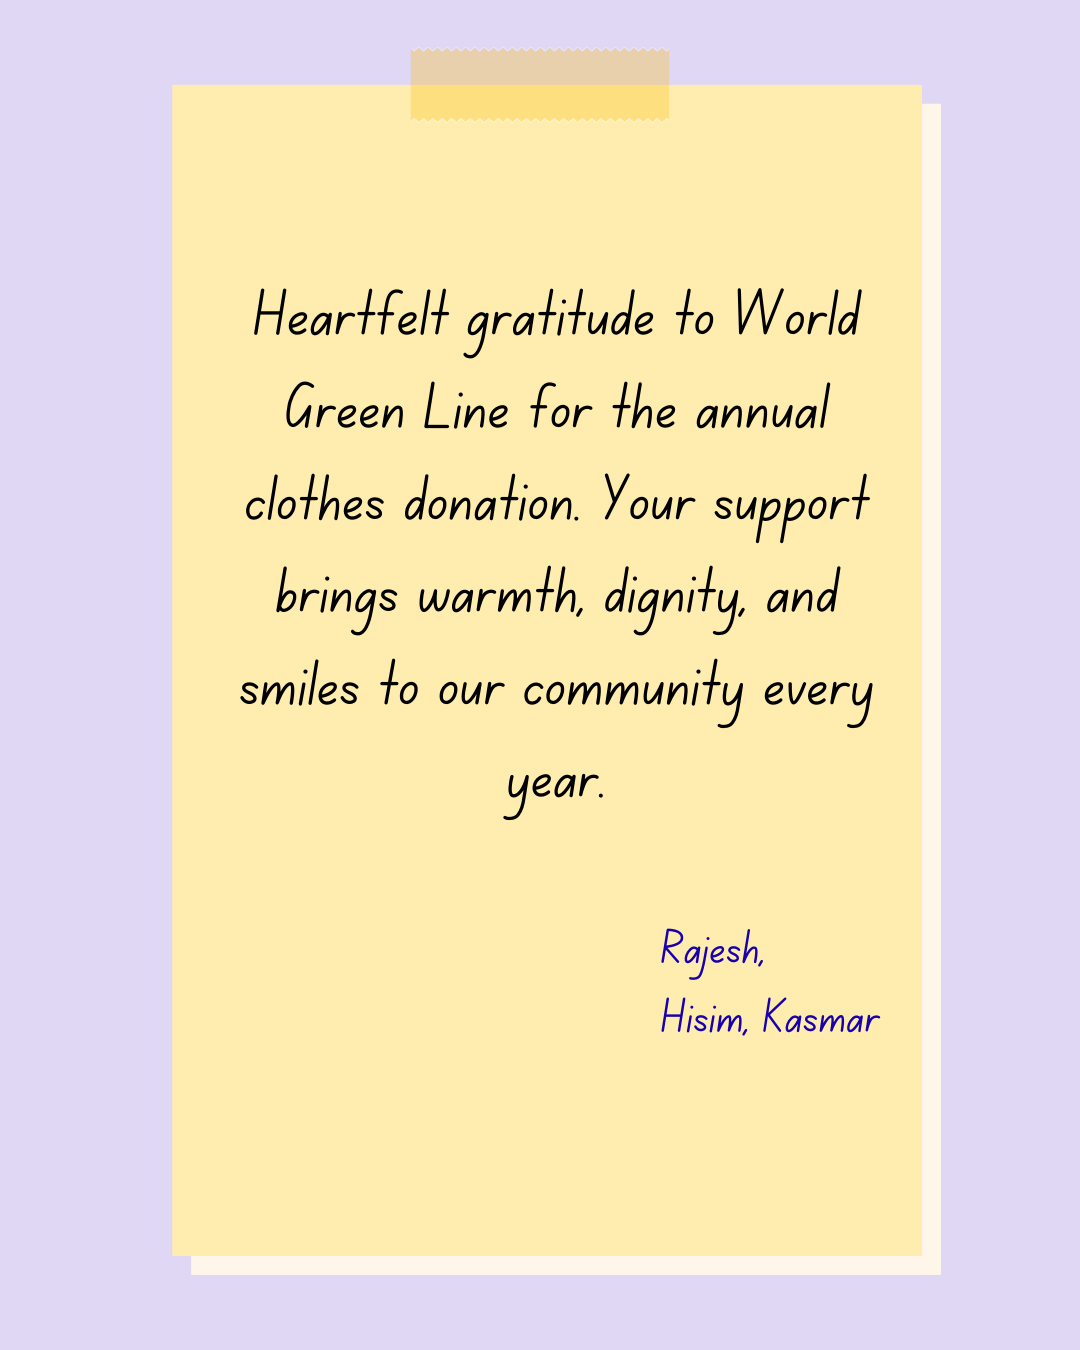 Heartfelt gratitude to World
Green Line for the annual
clothes donation. Your support
brings warmth, dignity, and
smiles to our community every
year.
Rajesh,
Hisim, Kasmar